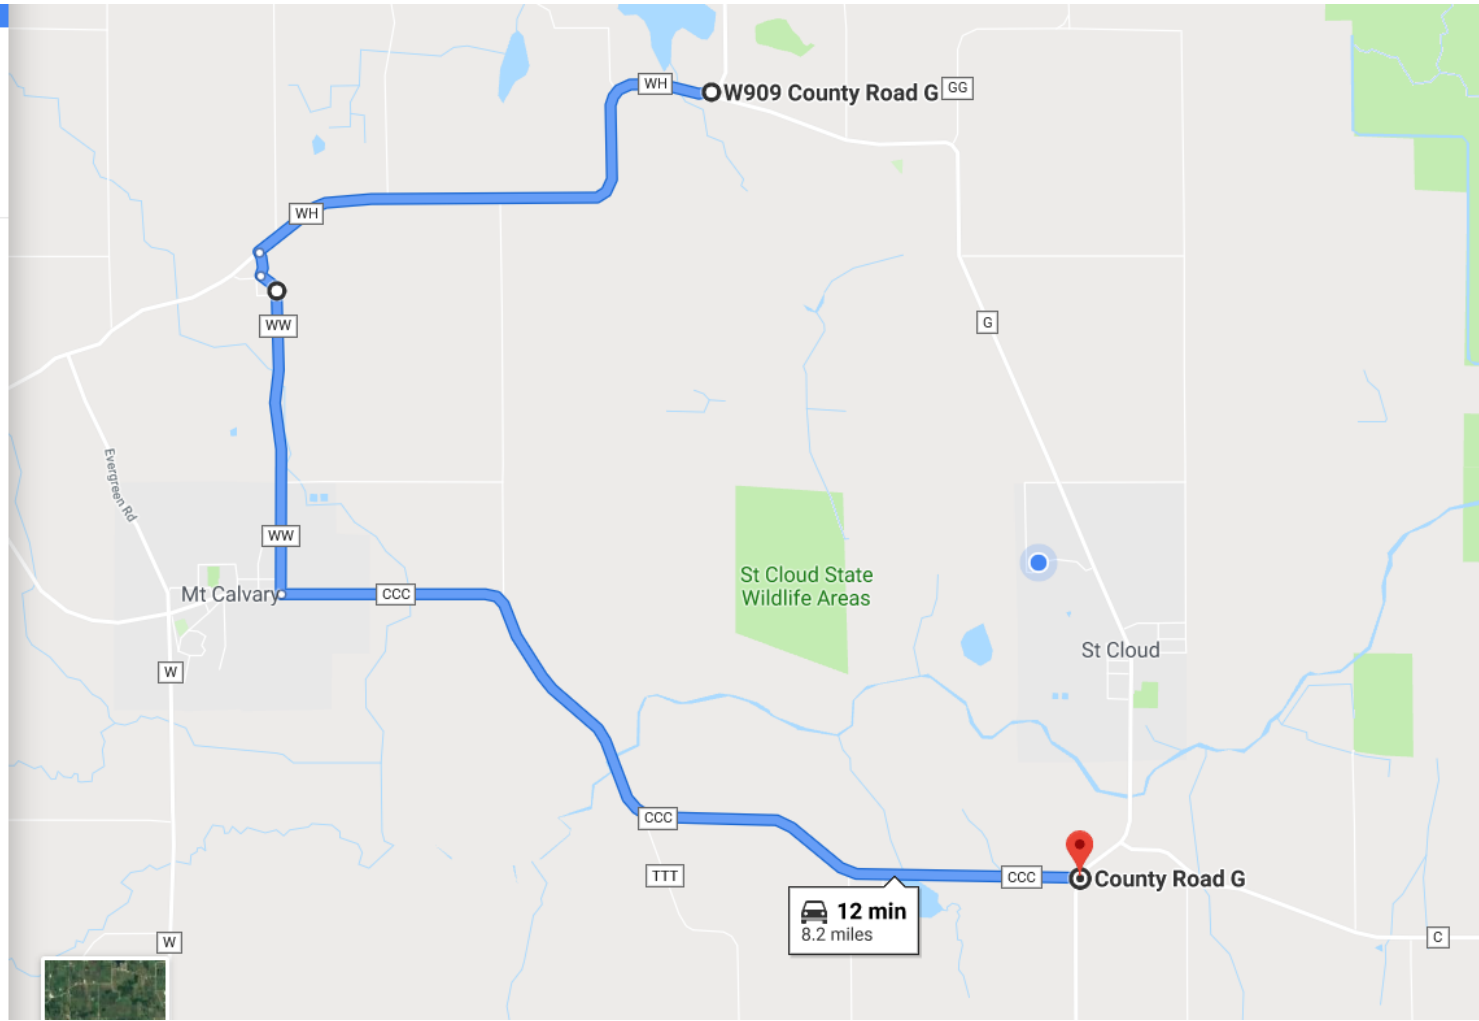 WH
W909 County Road G
GG
WH
G
WW
Evergreen Rd
WW
St Cloud State
Wildlife Areas
Mt Calvary
CCC
St Cloud
W
CCC
TTT
CCC
County Road G
12 min
8.2 miles
W
C